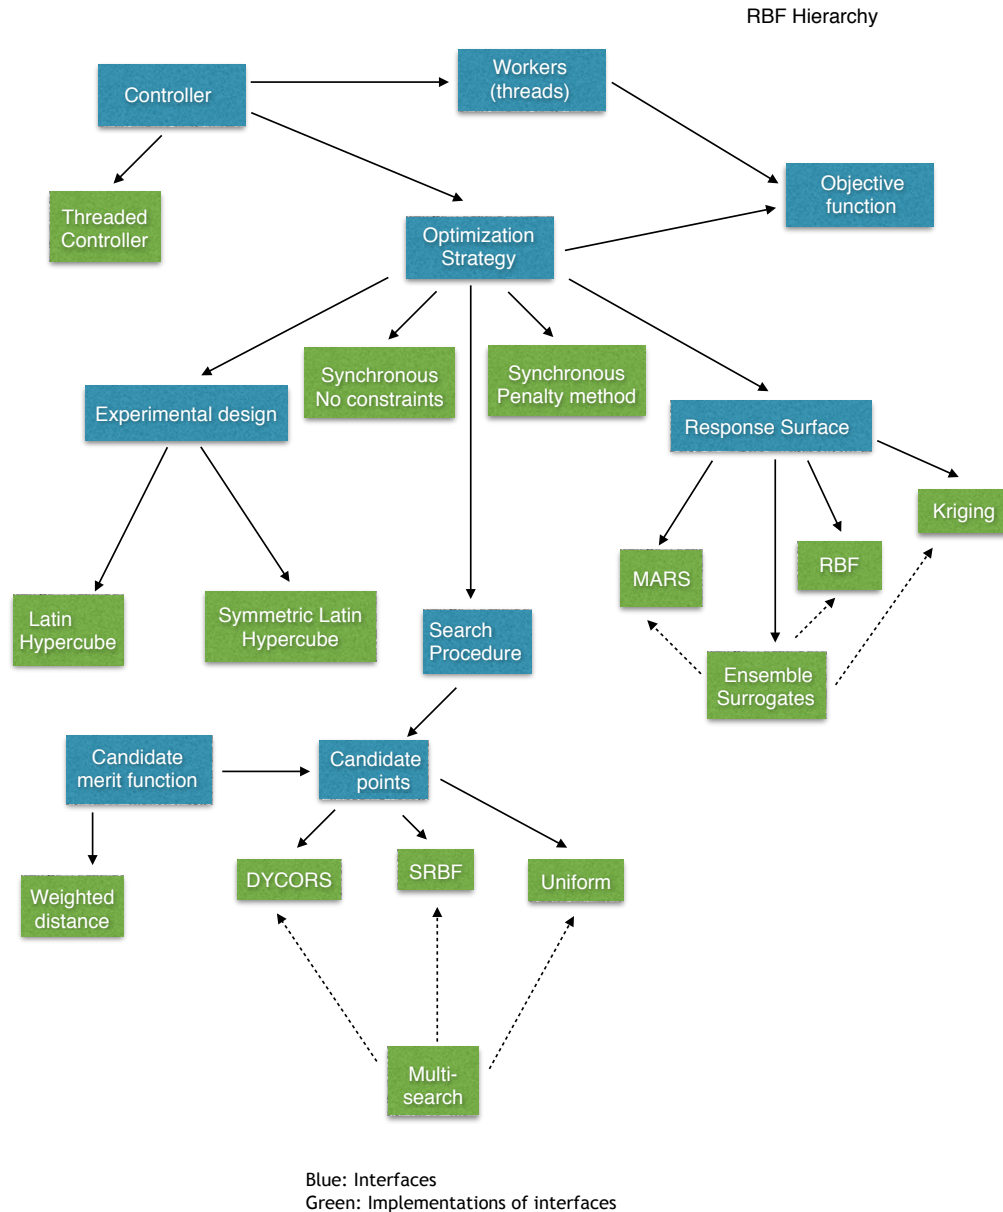 RBF Hierarchy
Controller
Workers
(threads)
Objective
function
Threaded
Controller
Optimization
Strategy
Synchronous
No constraints
Synchronous
Penalty method
Experimental design
Response Surface
Kriging
MARS
RBF
Latin
Hypercube
Symmetric Latin
Hypercube
Search
Procedure
Ensemble
Surrogates
Candidate
merit function
Candidate
points
DYCORS
SRBF
Uniform
Weighted
distance
Multi-
search
Blue: Interfaces
Green: Implementations of interfaces